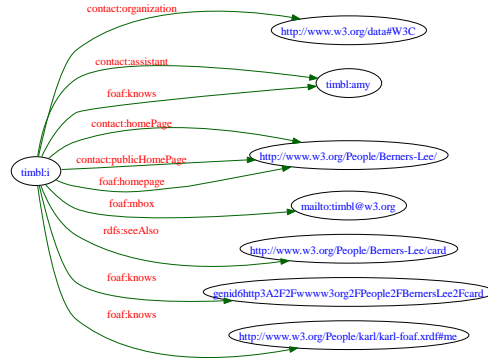 contact:organization
http://www.w3.org/data#W3C
contact:assistant
timbl:amy
foaf:knows
contact:homePage
contact:publicHomePage
http://www.w3.org/People/Berners-Lee/
timbl:i
foaf:homepage
foaf:mbox
mailto:timbl@w3.org
rdfs:seeAlso
http://www.w3.org/People/Berners-Lee/card
foaf:knows
genid6http3A2F2Fwwww3org2FPeople2FBernersLee2Fcard
foaf:knows
http://www.w3.org/People/karl/karl-foaf.xrdf#me